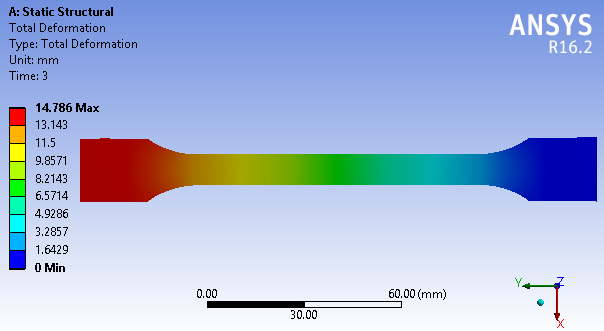 A: Static Structural
Total Deformation
Type: Total Deformation
Unit: mm
Time: 3
ANSYS
R16.2
14.786 Max
13.143
11.5
9.8571
8.2143
6.5714
4.9286
3.2857
1.6429
0 Min
0.00
60.00 (mm)
30.00
Y
Z
X